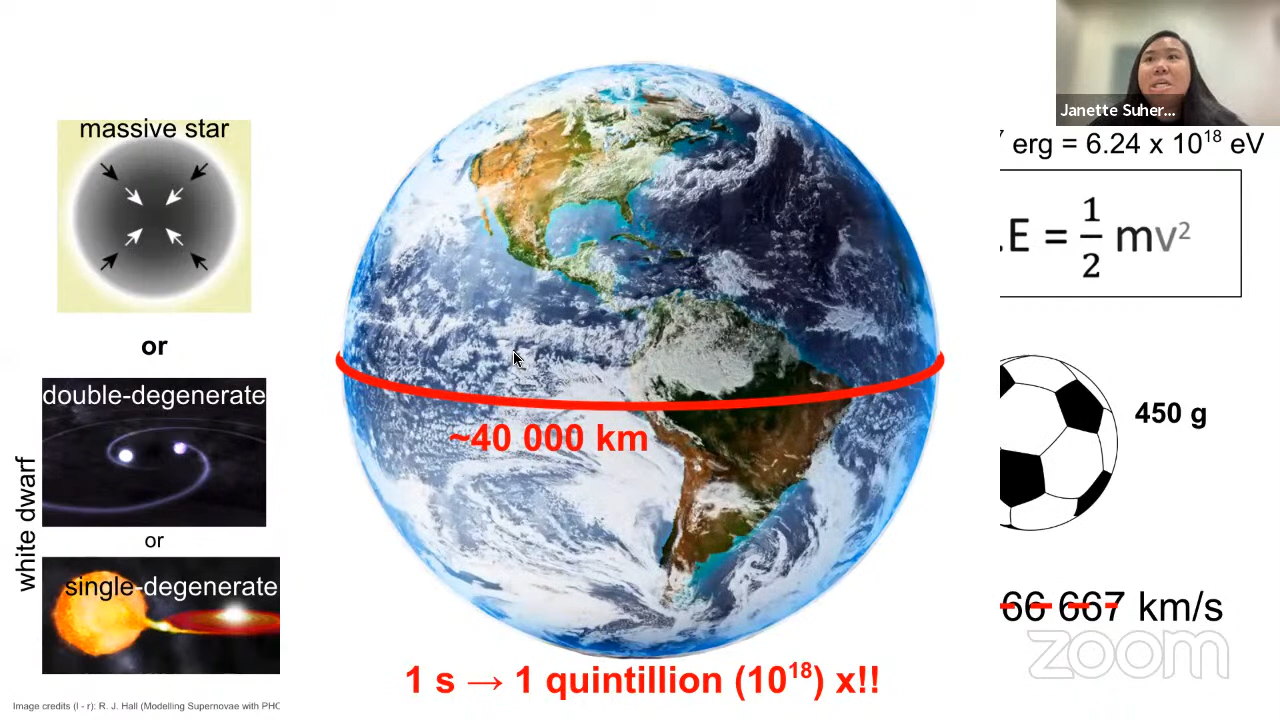 massive star
or
double-degenerate
white dwarf
or
single-degenerate
Image credits (l - r): R. J. Hall (Modelling Supernovae with PHO
~40 000 km
1 s → 1 quintillion (10¹⁸) x!!
Janette Suher...
erg = 6.24 x 10¹⁸ eV
.E = 1/2 mv²
450 g
66 667 km/s
zoom